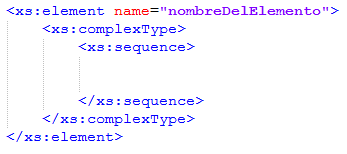 <xs:element name="nombreDelElemento">
<xs:complexType>
<xs:sequence>
</xs:sequence>
</xs:complexType>
</xs:element>